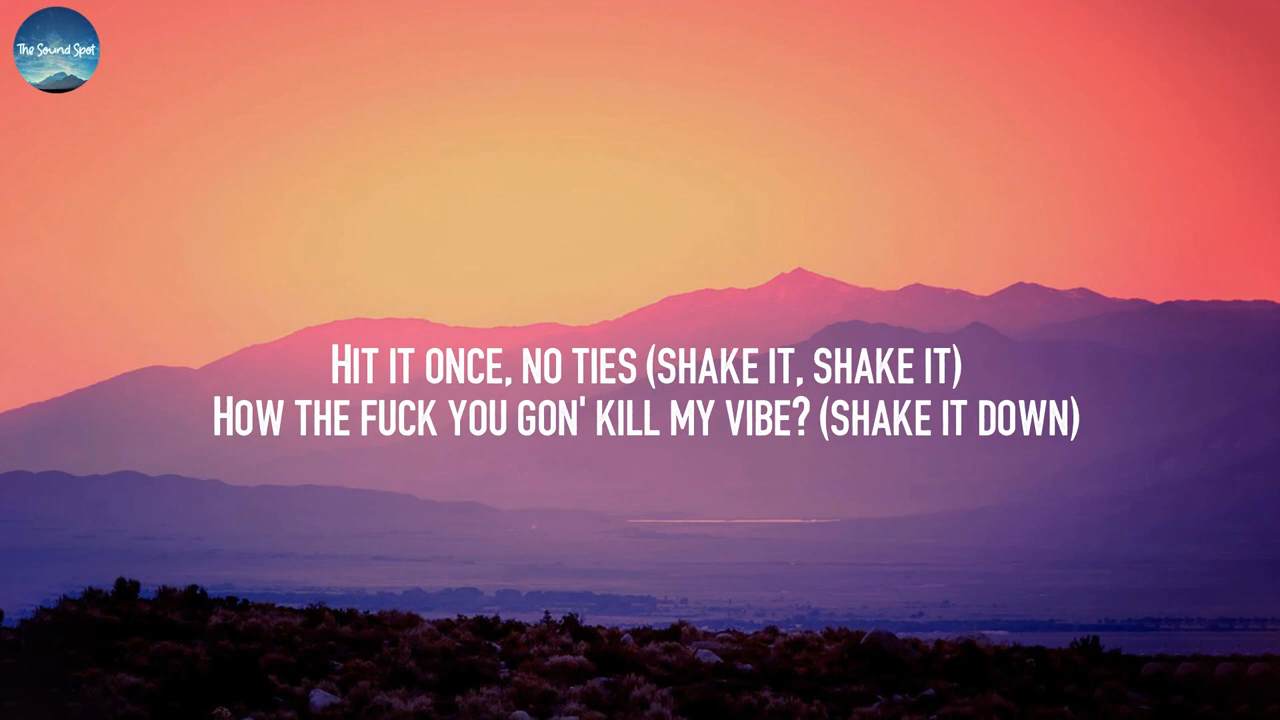 The Sound Spot
Hit it once, no ties (shake it, shake it)
How the fuck you gon' kill my vibe? (shake it down)